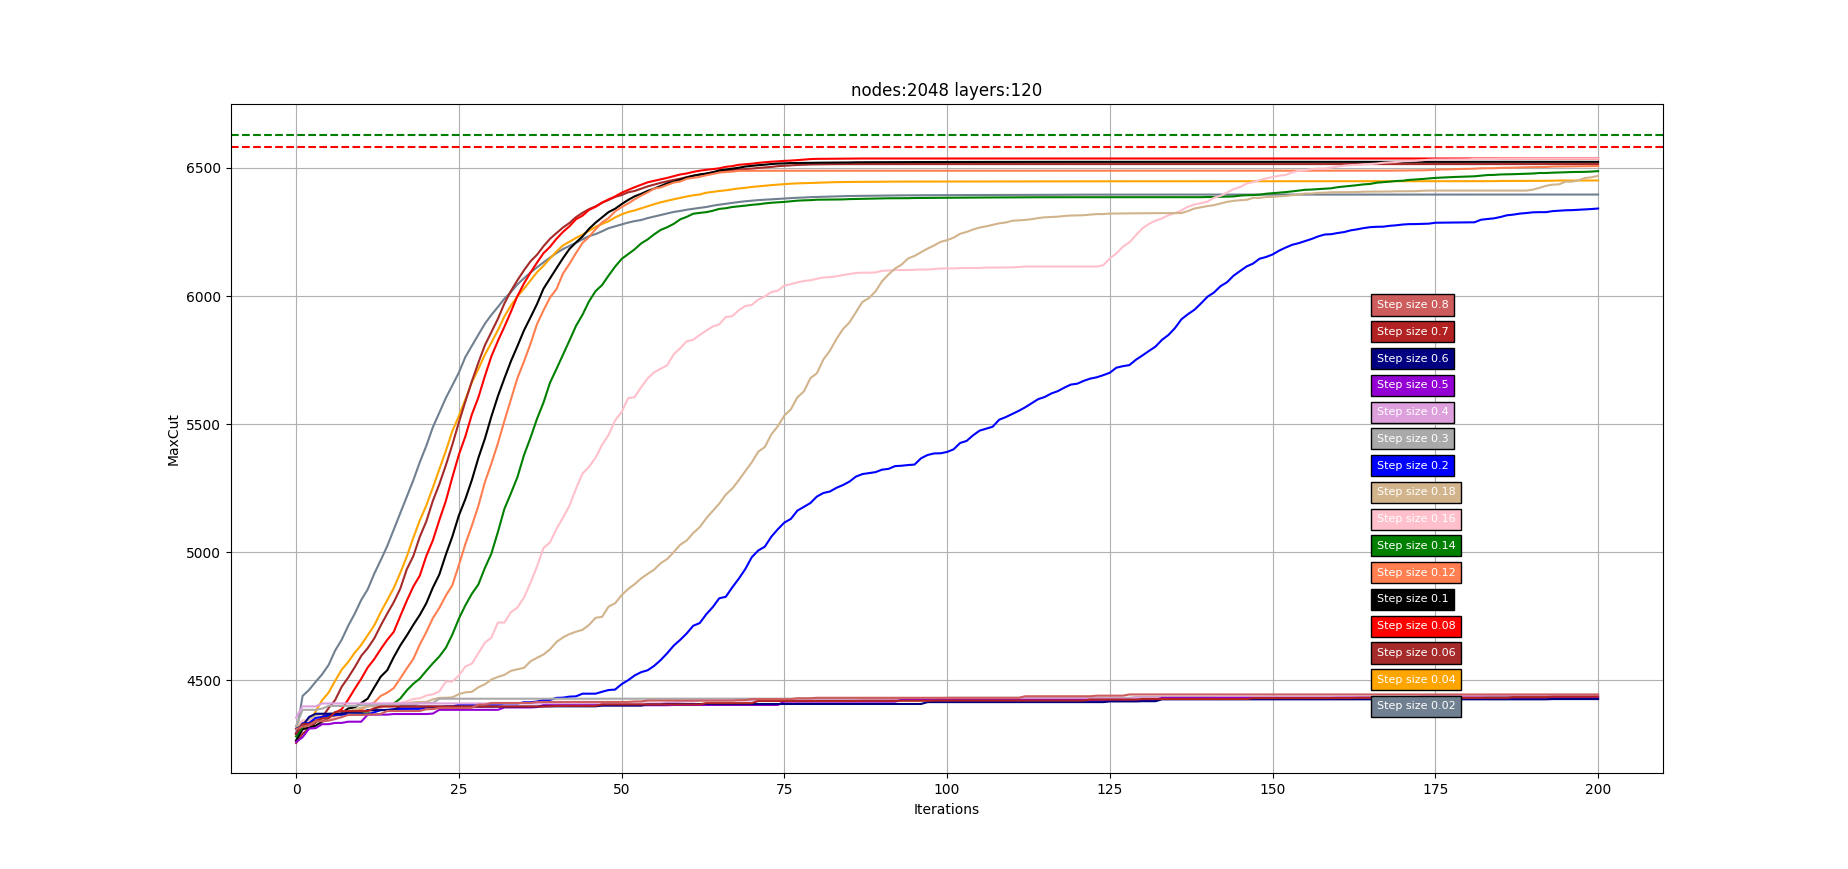 nodes:2048 layers:120
MaxCut
6500
6000
5500
5000
4500
Step size 0.8
Step size 0.7
Step size 0.6
Step size 0.5
Step size 0.4
Step size 0.3
Step size 0.2
Step size 0.18
Step size 0.16
Step size 0.14
Step size 0.12
Step size 0.1
Step size 0.08
Step size 0.06
Step size 0.04
Step size 0.02
0 25 50 75 100 125 150 175 200
Iterations